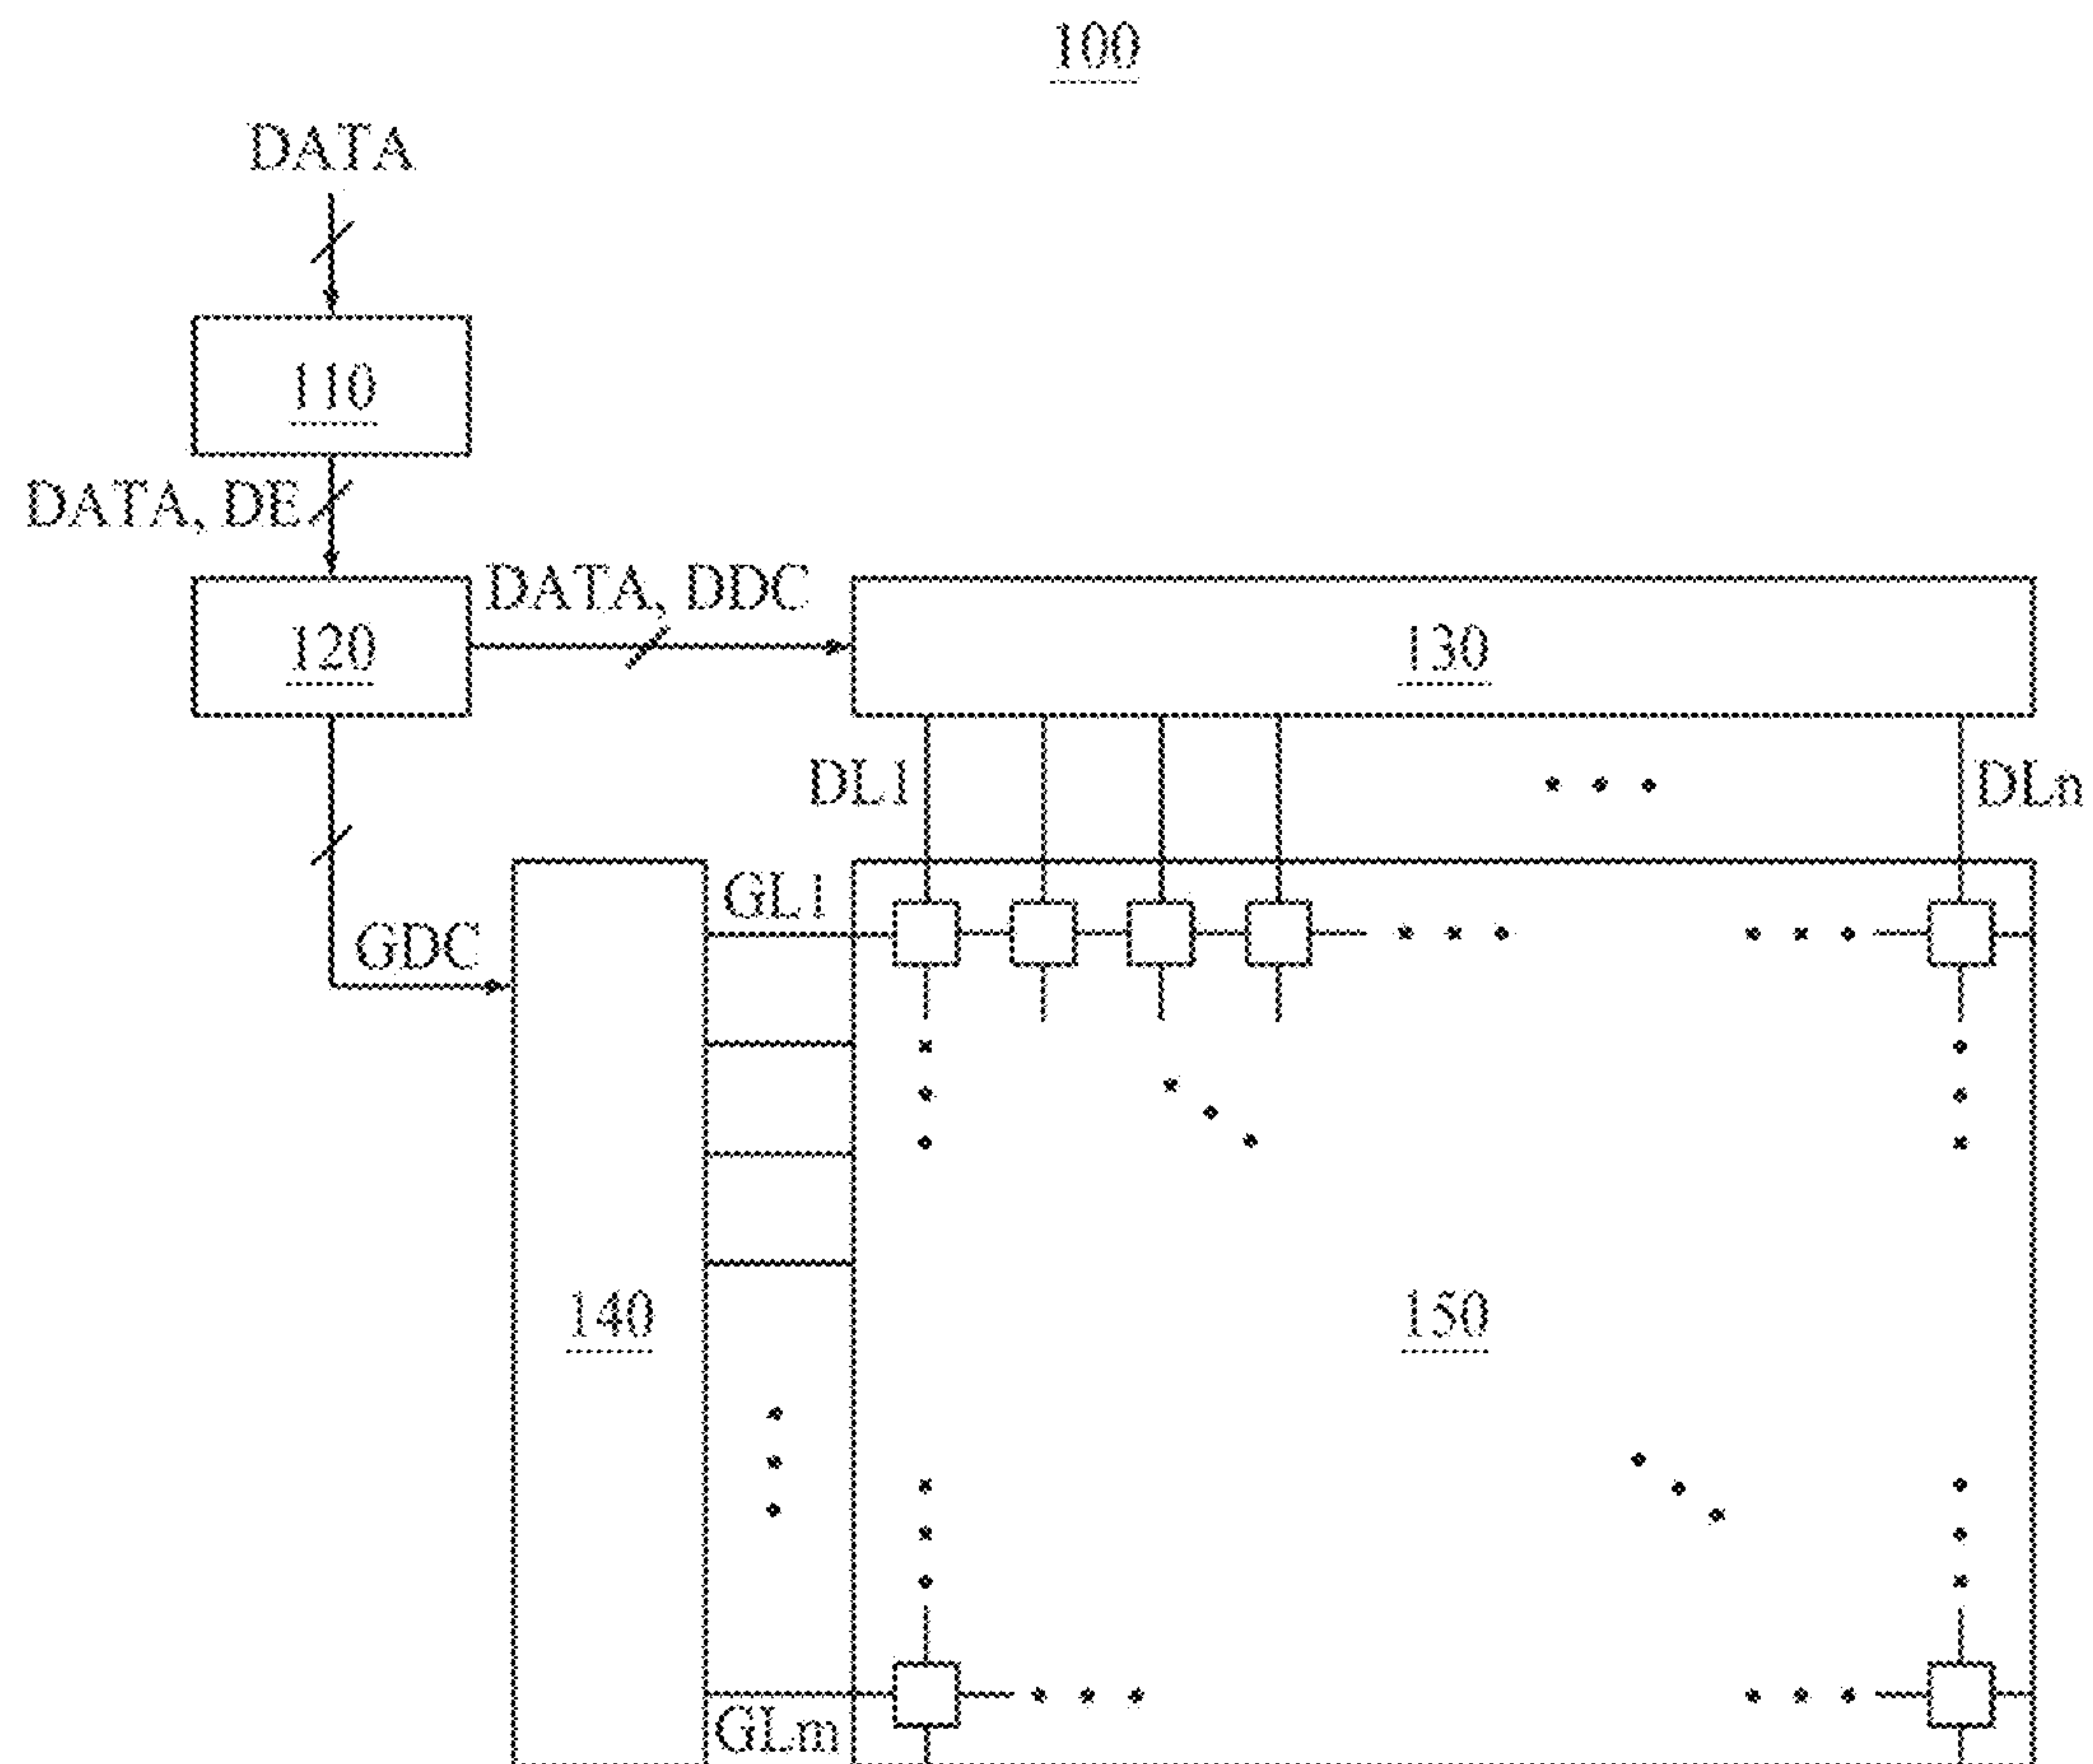 100
DATA
110
DATA, DE
DATA, DDC
120
130
DL1
DLn
GL1
GDC
140
150
GLm